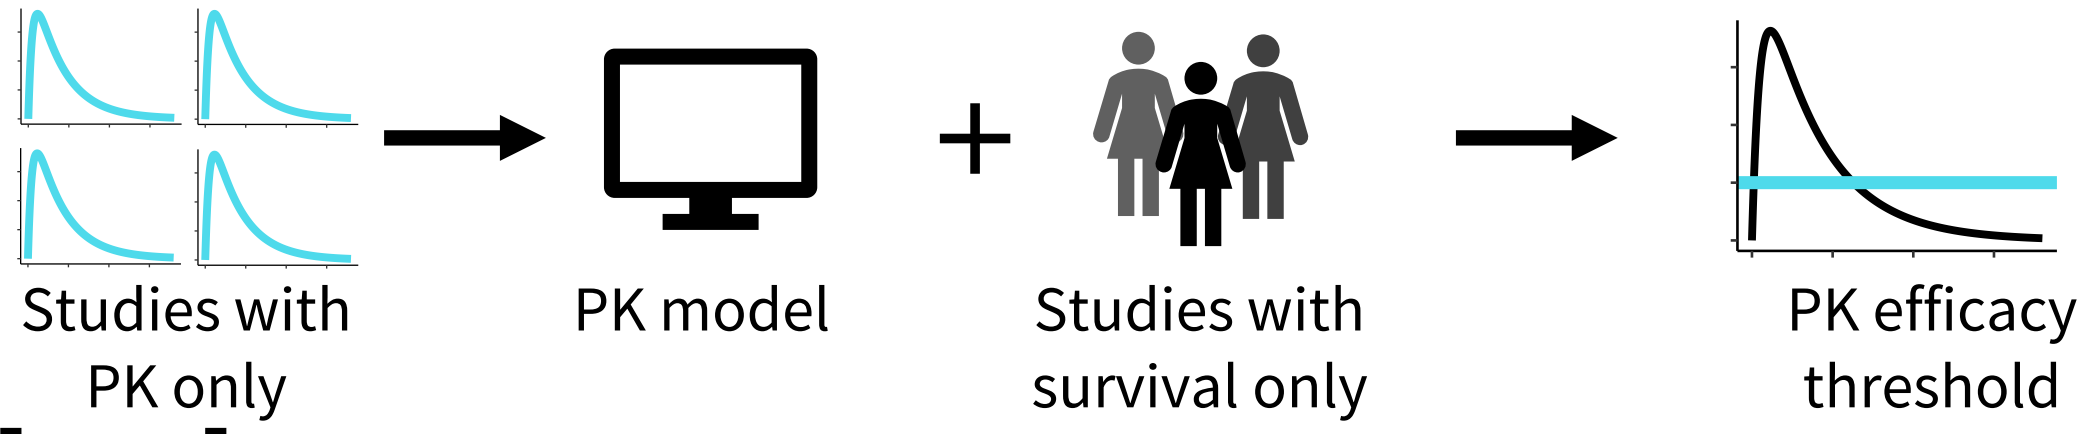 Studies with
PK only
PK model
+
Studies with
survival only
PK efficacy
threshold